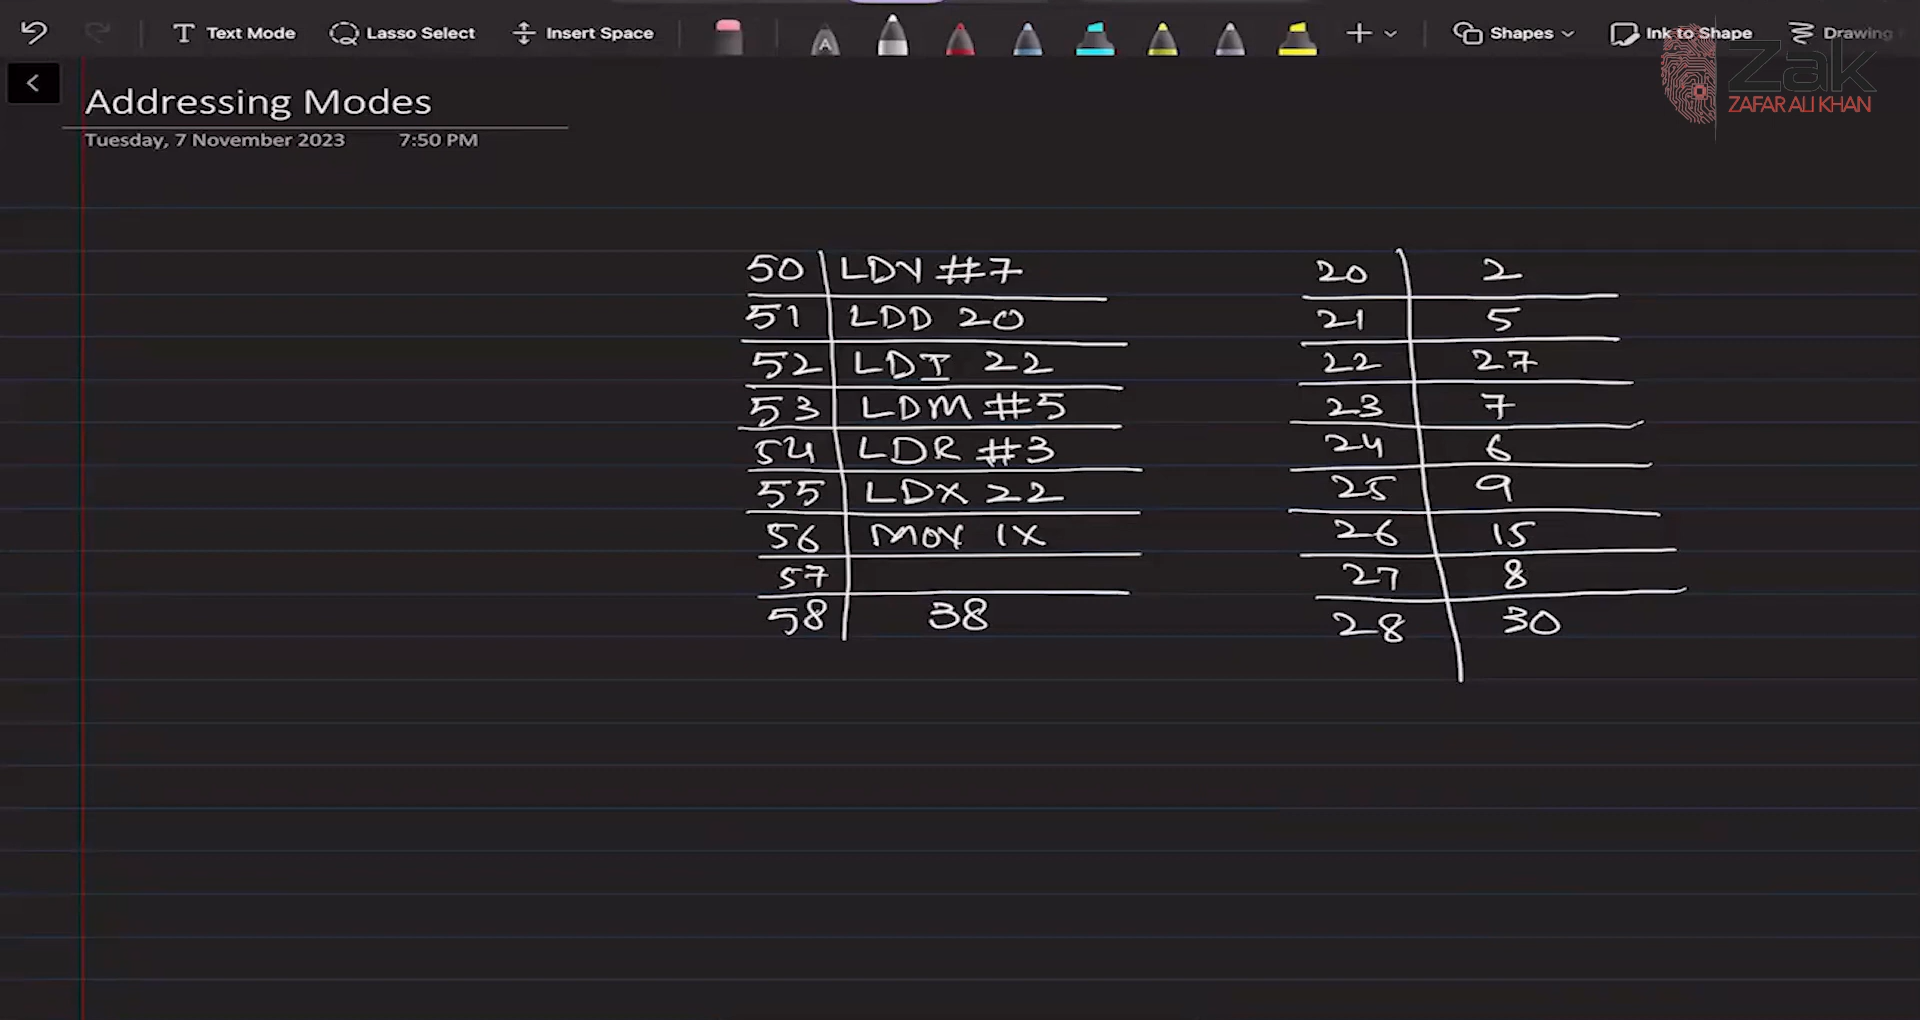 Text Mode Lasso Select Insert Space A Shapes Ink to Shape Drawing
Zak
ZAFAR ALI KHAN
Addressing Modes
Tuesday, 7 November 2023 7:50 PM
50 LDV #7 20 2
51 LDD 20 21 5
52 LDI 22 22 27
53 LDM #5 23 7
54 LDR #3 24 6
55 LDX 22 25 9
56 MOV IX 26 15
57 27 8
58 38 28 30